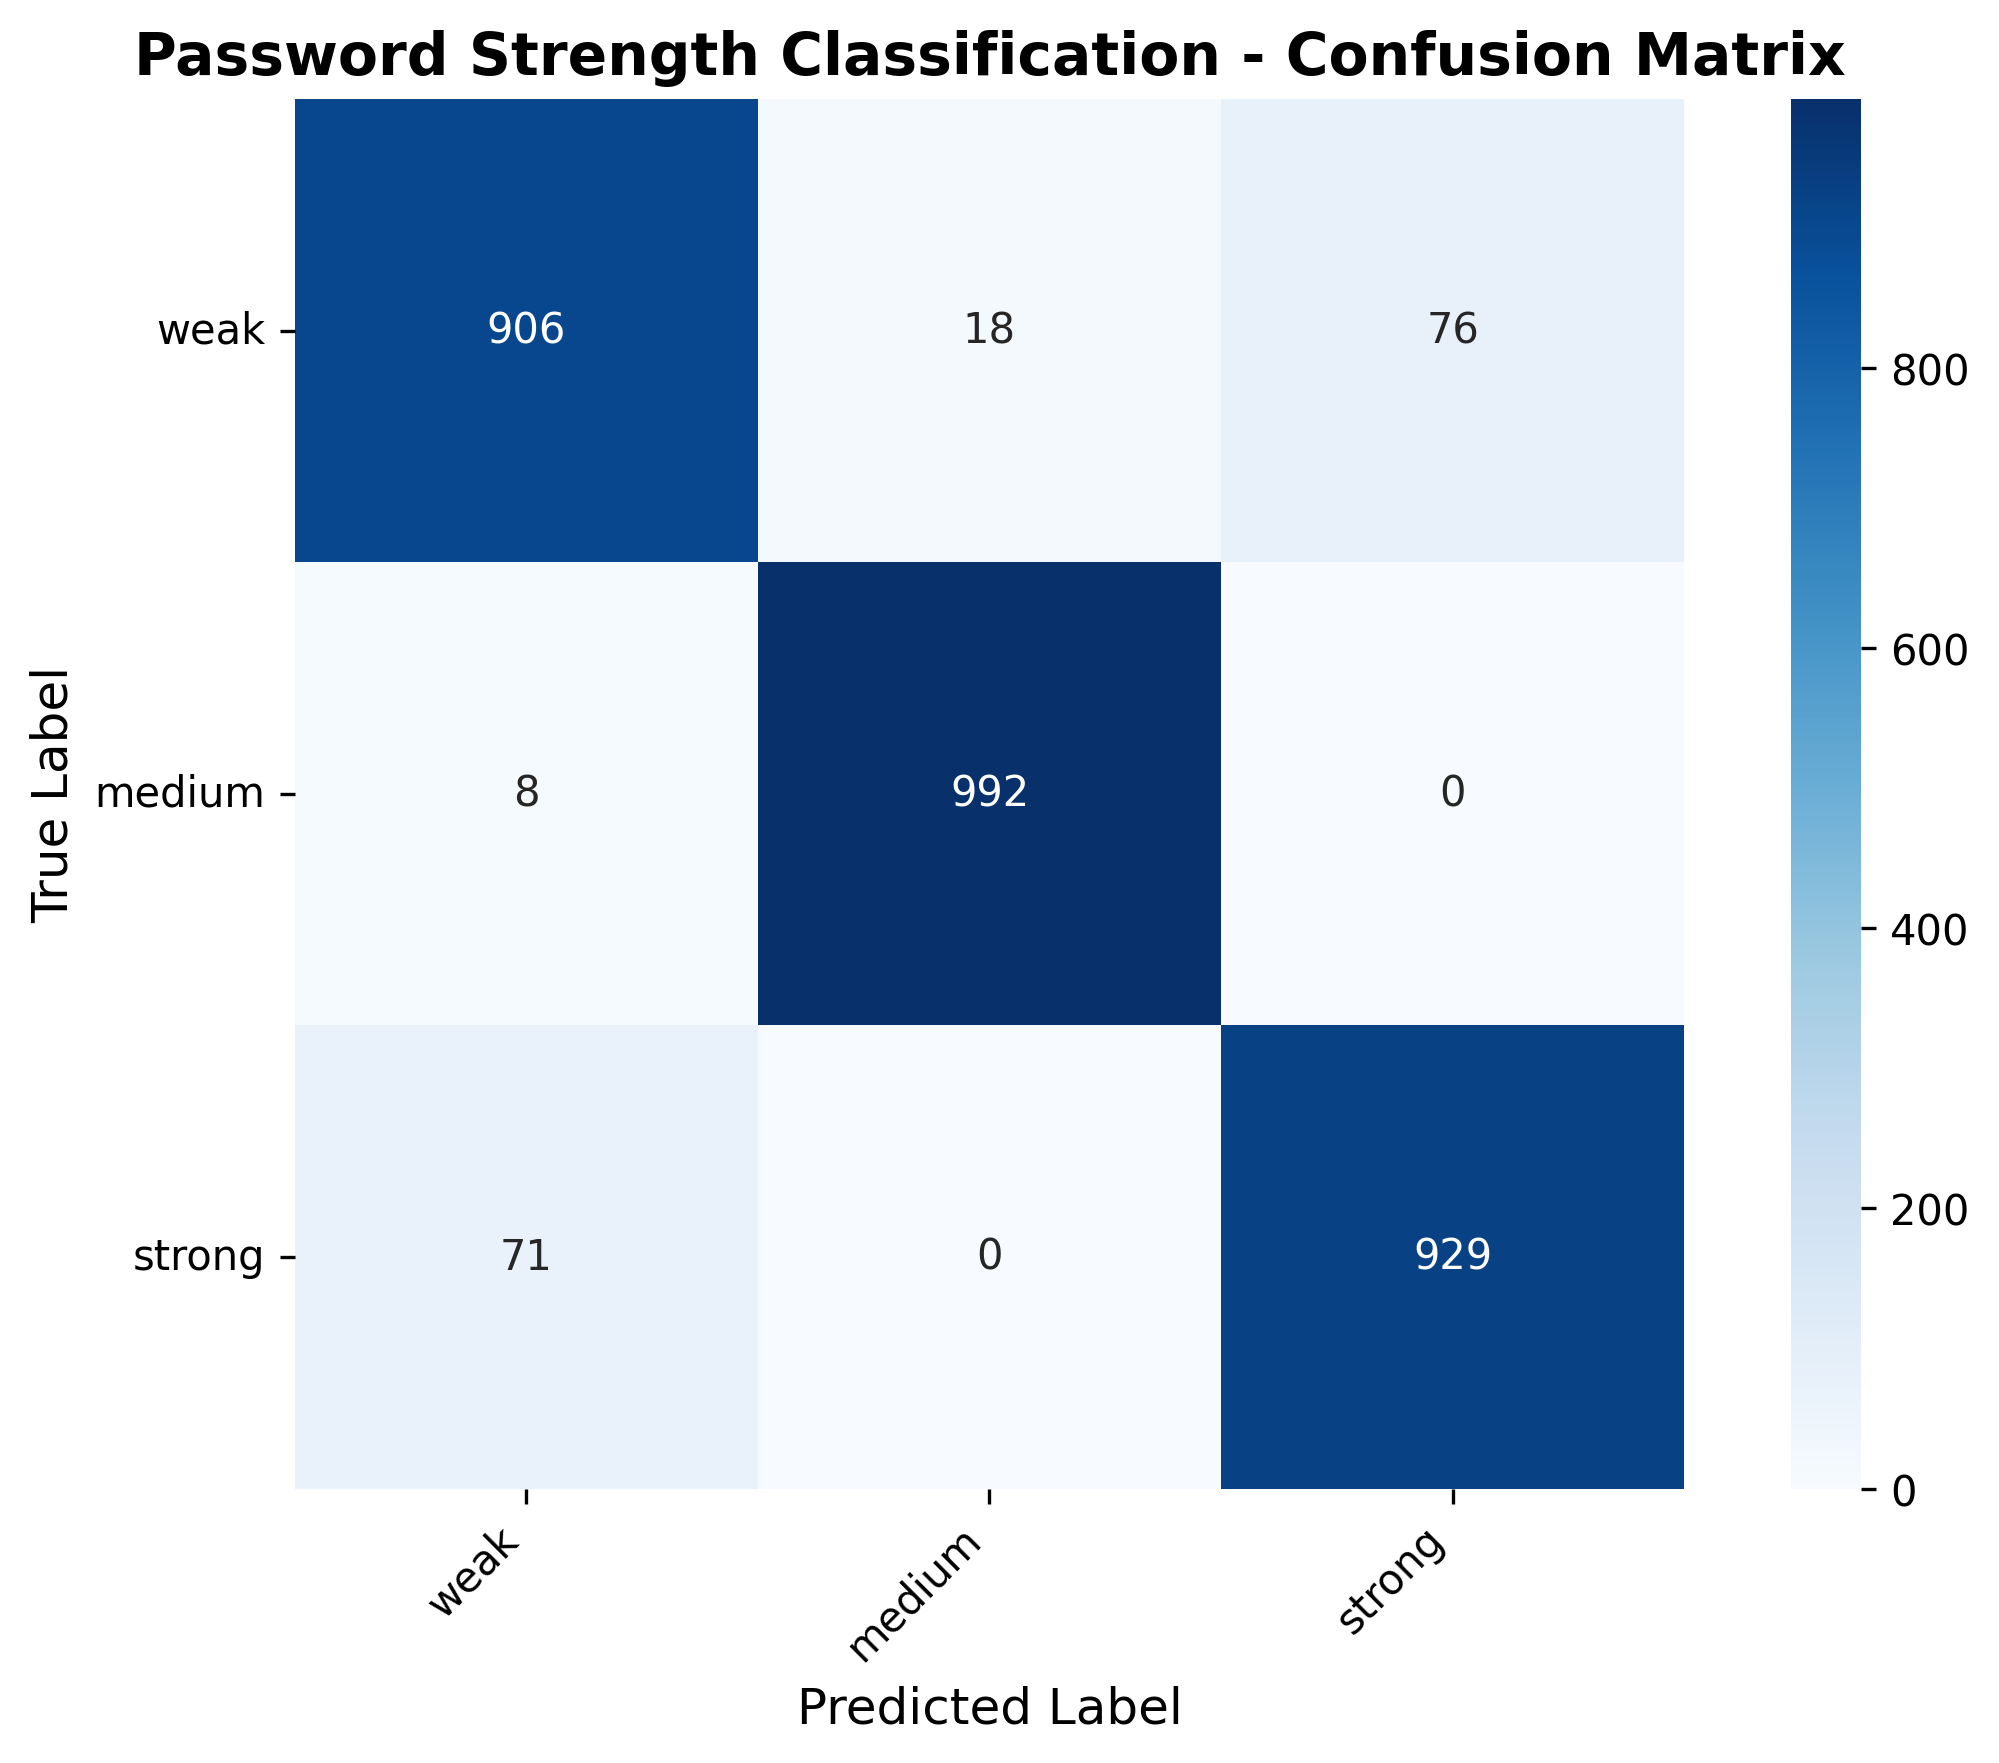 Password Strength Classification - Confusion Matrix
weak 906 18 76
medium 8 992 0
strong 71 0 929
True Label
weak medium strong
Predicted Label
800
600
400
200
0